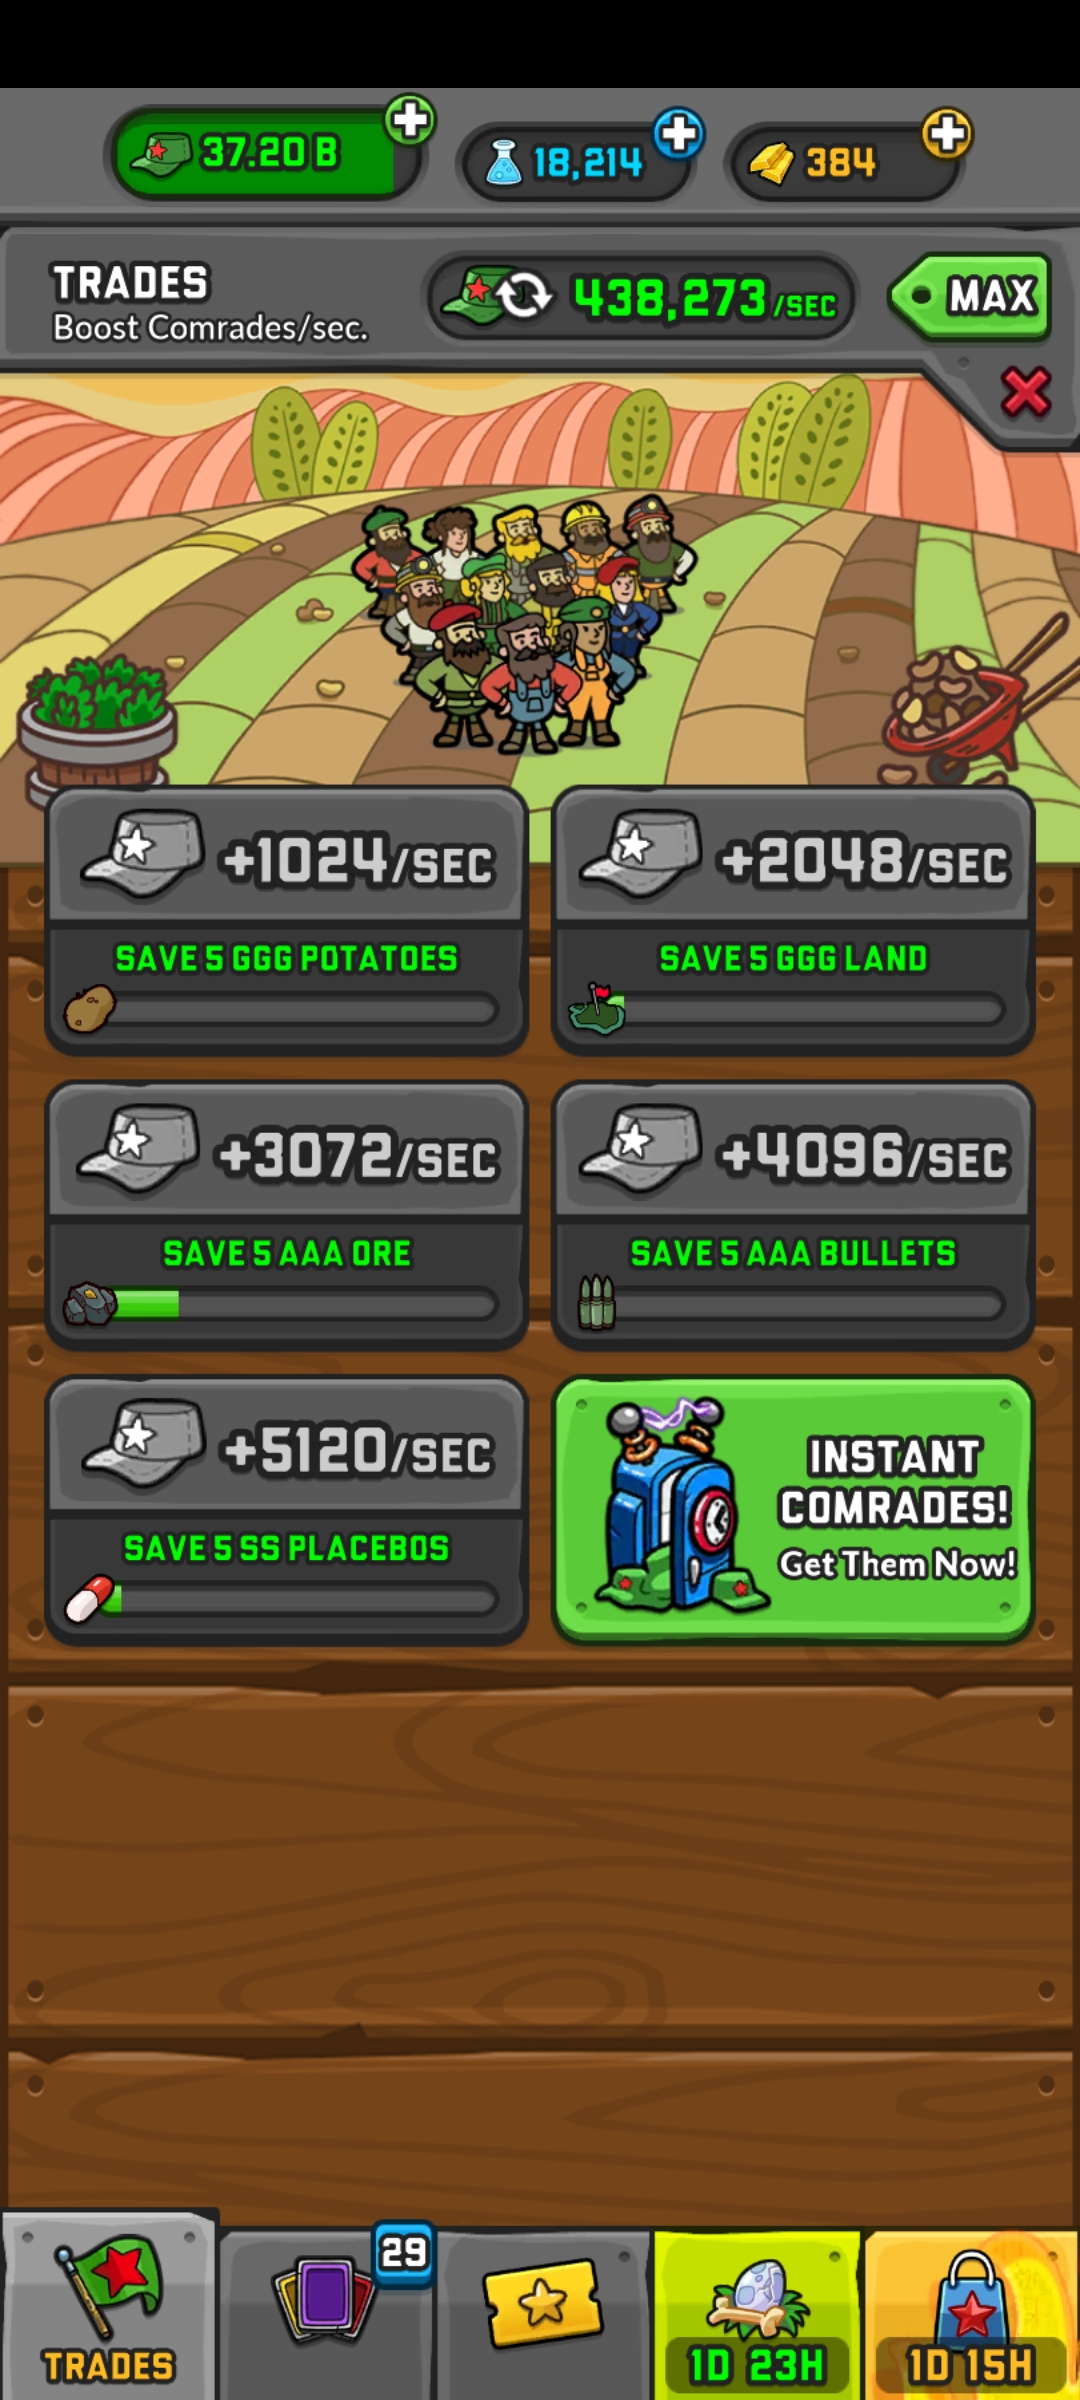 37.20 B
18,214
384
TRADES
Boost Comrades/sec.
438,273/SEC
MAX
+1024/SEC
+2048/SEC
SAVE 5 GGG POTATOES
SAVE 5 GGG LAND
+3072/SEC
+4096/SEC
SAVE 5 AAA ORE
SAVE 5 AAA BULLETS
+5120/SEC
SAVE 5 SS PLACEBOS
INSTANT
COMRADES!
Get Them Now!
29
TRADES
1D 23H
1D 15H